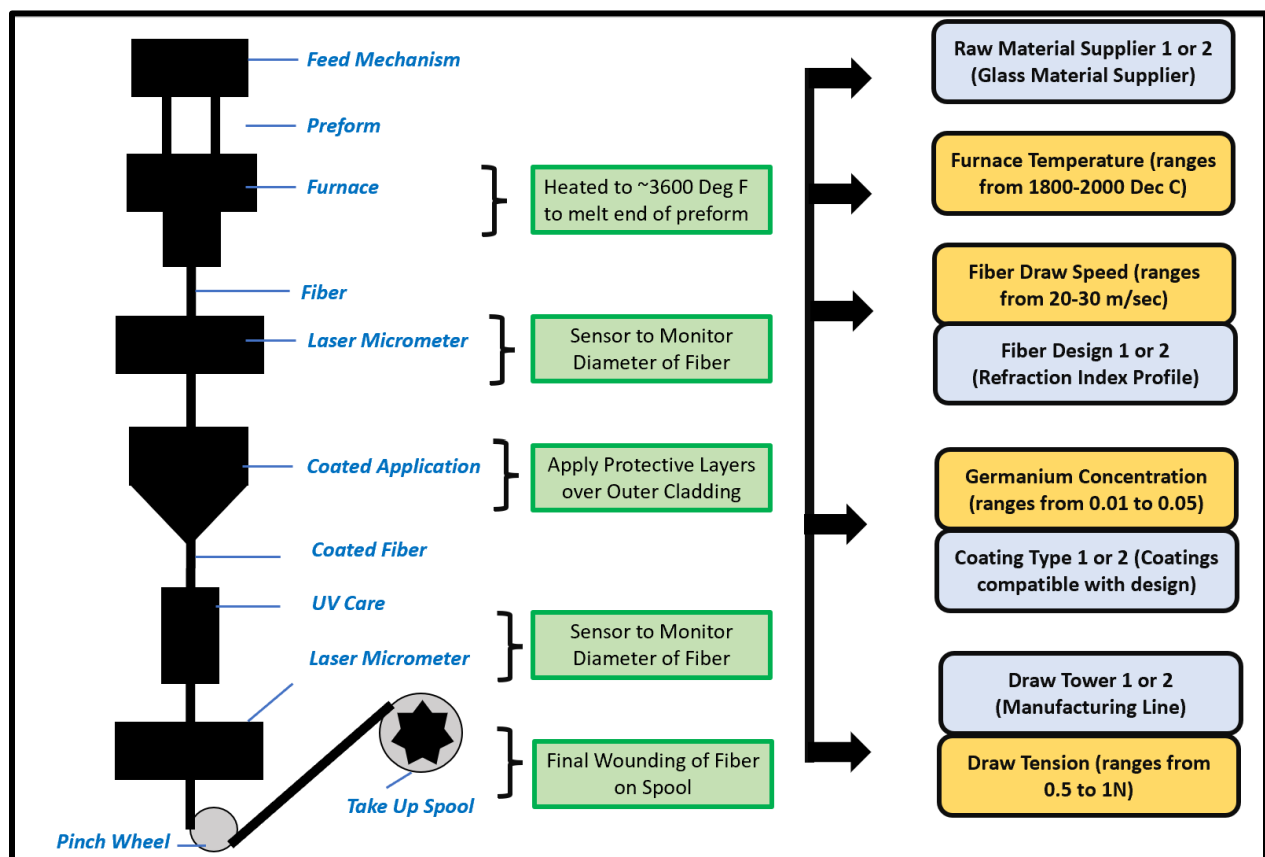 Feed Mechanism
Preform
Furnace
Fiber
Laser Micrometer
Coated Application
Coated Fiber
UV Care
Laser Micrometer
Take Up Spool
Pinch Wheel
Heated to ~3600 Deg F
to melt end of preform
Sensor to Monitor
Diameter of Fiber
Apply Protective Layers
over Outer Cladding
Sensor to Monitor
Diameter of Fiber
Final Wounding of Fiber
on Spool
Raw Material Supplier 1 or 2
(Glass Material Supplier)
Furnace Temperature (ranges
from 1800-2000 Dec C)
Fiber Draw Speed (ranges
from 20-30 m/sec)
Fiber Design 1 or 2
(Refraction Index Profile)
Germanium Concentration
(ranges from 0.01 to 0.05)
Coating Type 1 or 2 (Coatings
compatible with design)
Draw Tower 1 or 2
(Manufacturing Line)
Draw Tension (ranges from
0.5 to 1N)